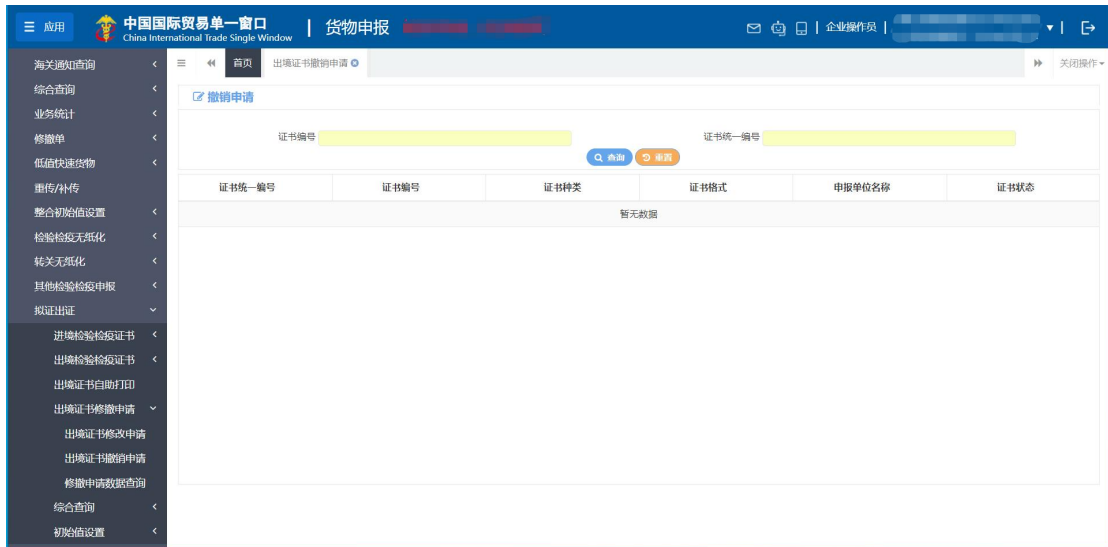 应用
中国国际贸易单一窗口
China International Trade Single Window
货物申报
企业操作员
海关通知查询
综合查询
业务统计
修撤单
低值快速货物
重传/补传
整合初始值设置
检验检疫无纸化
转关无纸化
其他检验检疫申报
拟证出证
进境检验检疫证书
出境检验检疫证书
出境证书自助打印
出境证书修撤申请
出境证书修改申请
出境证书撤销申请
修撤申请数据查询
综合查询
初始值设置
首页 出境证书撤销申请 关闭操作
撤销申请
证书编号 证书统一编号
查询 重置
证书统一编号 证书编号 证书种类 证书格式 申报单位名称 证书状态
暂无数据